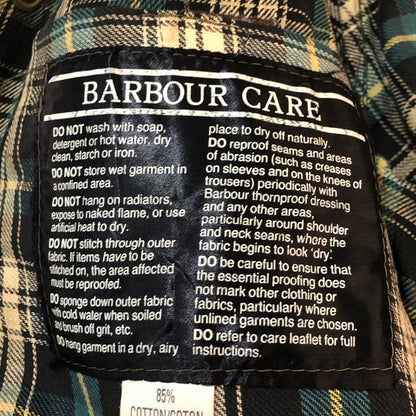 BARBOUR CARE
DO NOT wash with soap,
detergent or hot water, dry
clean, starch or iron.
DO NOT store wet garment in
a confined area.
DO NOT hang on radiators,
expose to naked flame, or use
artificial heat to dry.
DO NOT stitch through outer
fabric. If items have to be
stitched on, the area affected
must be reproofed.
DO sponge down outer fabric
with cold water when soiled
and brush off grit, etc.
DO hang garment in a dry, airy
place to dry off naturally.
DO reproof seams and areas
of abrasion (such as creases
on sleeves and on the knees of
trousers) periodically with
Barbour thornproof dressing
and any other areas,
particularly around shoulder
and neck seams, where the
fabric begins to look 'dry'.
DO be careful to ensure that
the essential proofing does
not mark other clothing or
fabrics, particularly where
unlined garments are chosen.
DO refer to care leaflet for full
instructions.
85%
COTTON/COTON